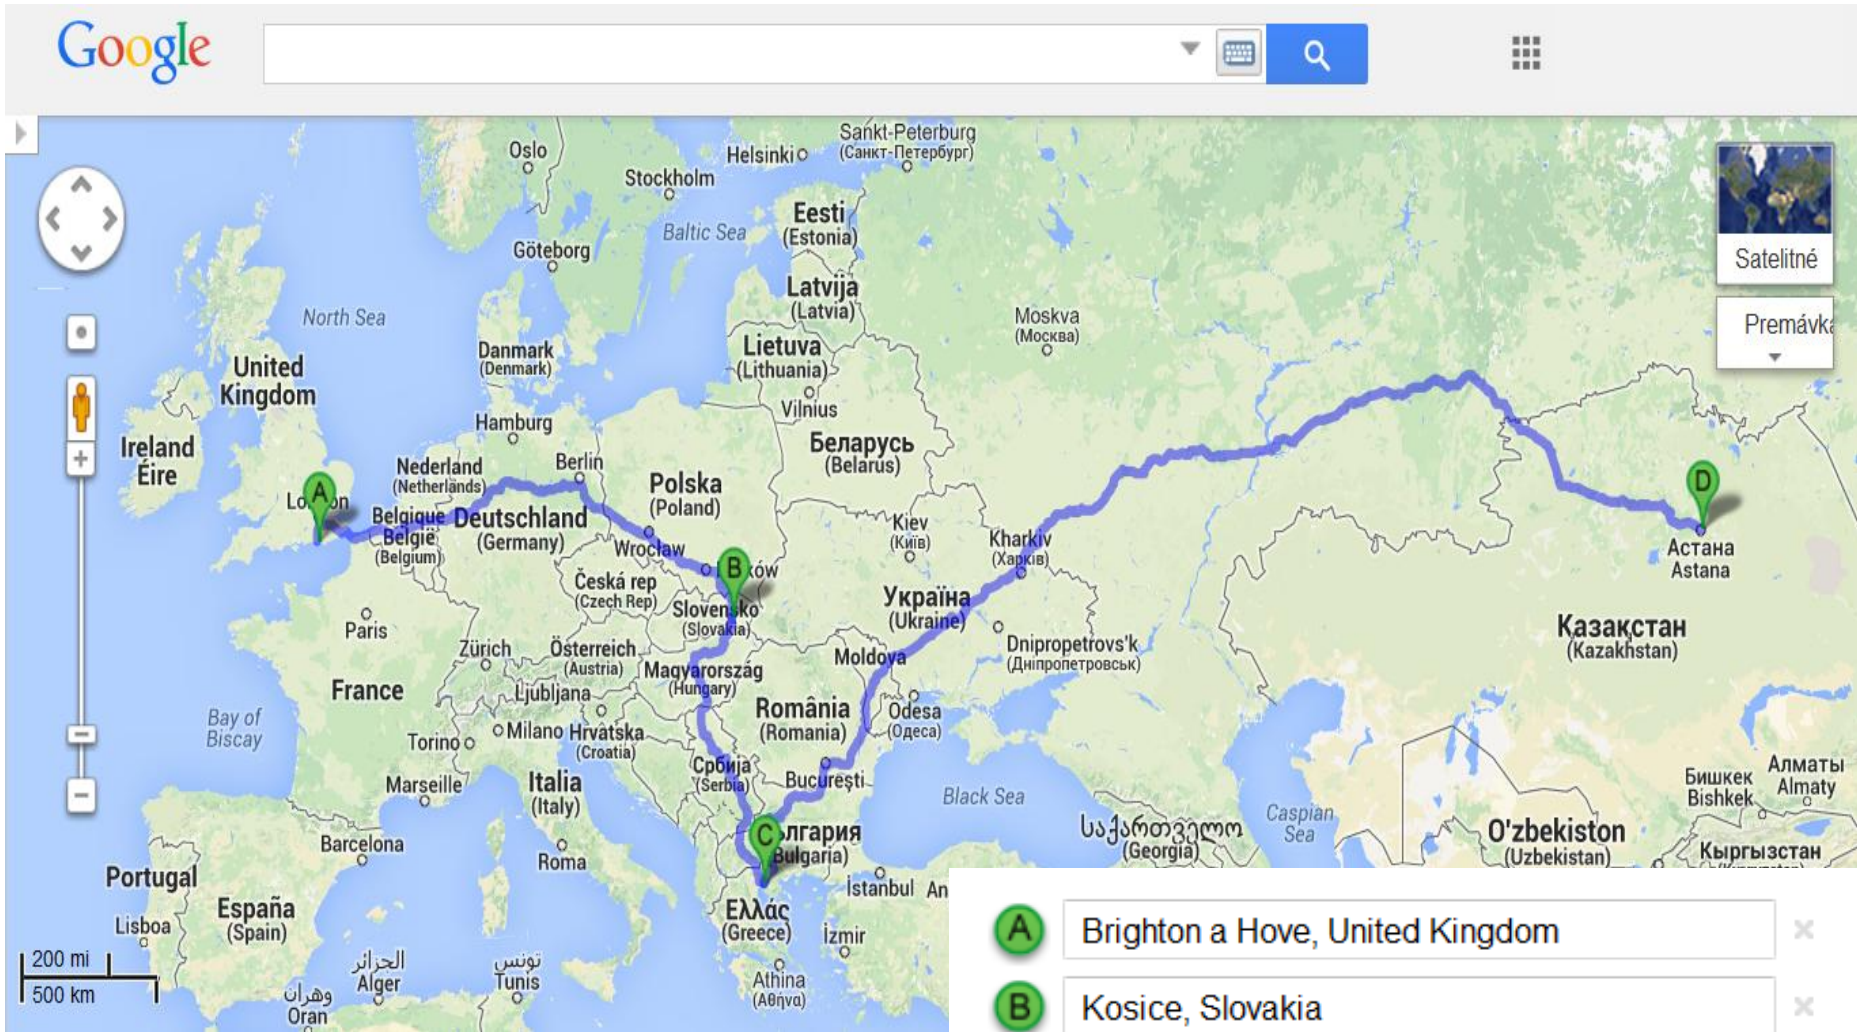 Google
Oslo
Helsinki
Sankt-Peterburg
(Санкт-Петербург)
Stockholm
Eesti
(Estonia)
Baltic Sea
Göteborg
Satelitné
Latvija
(Latvia)
North Sea
Moskva
(Москва)
Premávka
Danmark
(Denmark)
Lietuva
(Lithuania)
United
Kingdom
Vilnius
Hamburg
Беларусь
(Belarus)
Ireland
Éire
Nederland
(Netherlands)
Berlin
Polska
(Poland)
A
D
London
Belgique
België
(Belgium)
Deutschland
(Germany)
Kiev
(Київ)
Kharkiv
(Харків)
Wrocław
Астана
Astana
B
Česká rep
(Czech Rep)
Slovensko
(Slovakia)
Україна
(Ukraine)
Paris
Қазақстан
(Kazakhstan)
Zürich
Österreich
(Austria)
Moldova
Dnipropetrovs'k
(Дніпропетровськ)
Magyarország
(Hungary)
France
Ljubljana
România
(Romania)
Odesa
(Одеса)
Bay of
Biscay
Torino
Milano
Hrvatska
(Croatia)
Србија
(Serbia)
București
Marseille
Italia
(Italy)
Black Sea
Caspian
Sea
Бишкек
Bishkek
Алматы
Almaty
C
лгария
Bulgaria)
საქართველო
(Georgia)
O'zbekiston
(Uzbekistan)
Кыргызстан
Barcelona
Roma
Portugal
İstanbul
An
España
(Spain)
Ελλάς
(Greece)
İzmir
Lisboa
A
Brighton a Hove, United Kingdom
200 mi
500 km
الجزائر
Alger
تونس
Tunis
Athina
(Αθήνα)
وهران
Oran
B
Kosice, Slovakia